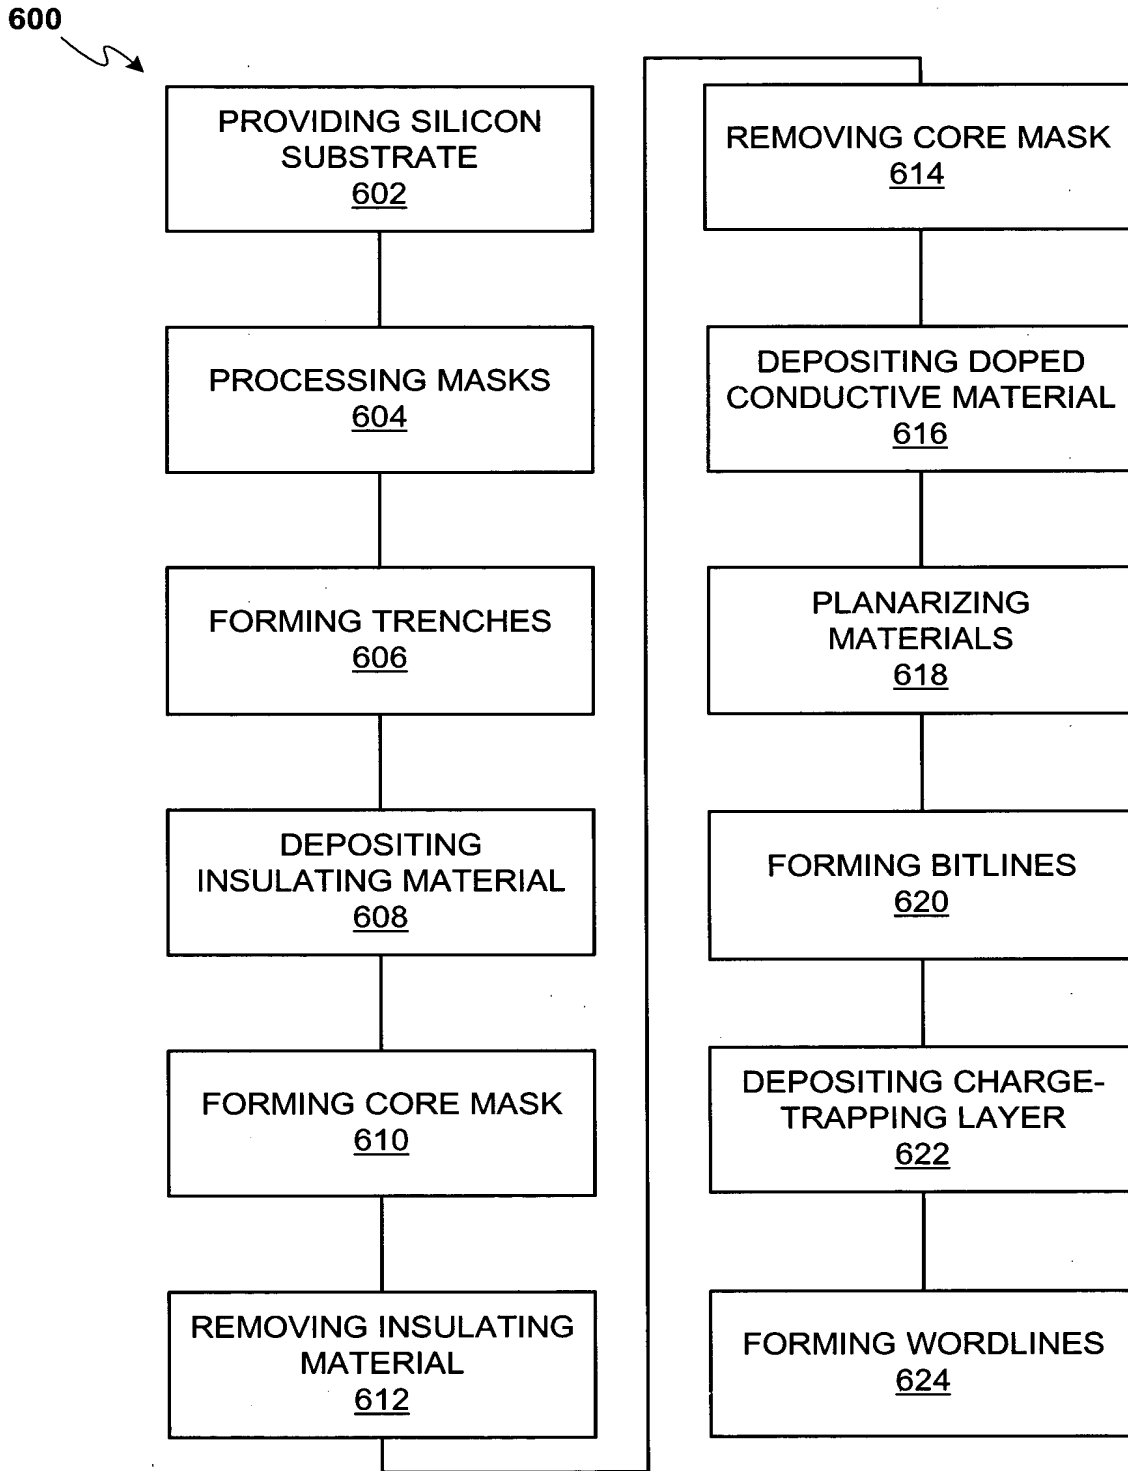 600
PROVIDING SILICON
SUBSTRATE
602
PROCESSING MASKS
604
FORMING TRENCHES
606
DEPOSITING
INSULATING MATERIAL
608
FORMING CORE MASK
610
REMOVING INSULATING
MATERIAL
612
REMOVING CORE MASK
614
DEPOSITING DOPED
CONDUCTIVE MATERIAL
616
PLANARIZING
MATERIALS
618
FORMING BITLINES
620
DEPOSITING CHARGE-
TRAPPING LAYER
622
FORMING WORDLINES
624